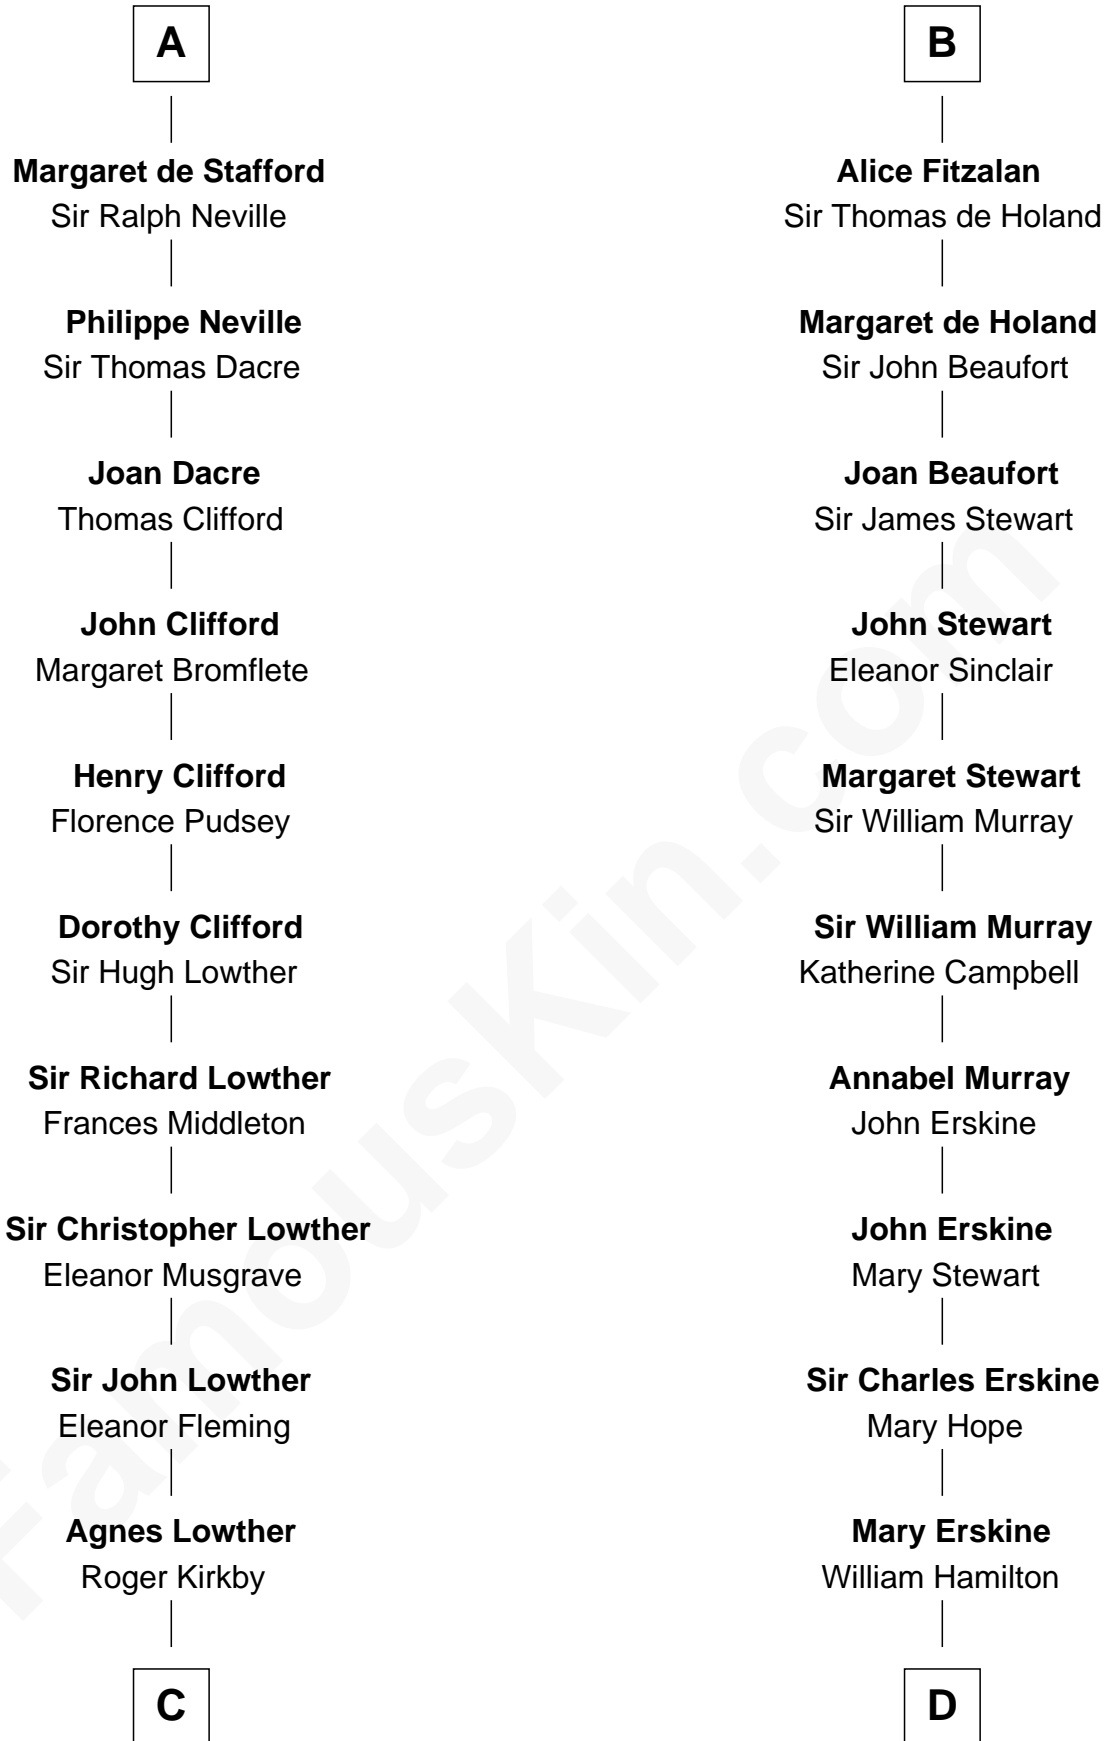 A
Margaret de Stafford
Sir Ralph Neville
Philippe Neville
Sir Thomas Dacre
Joan Dacre
Thomas Clifford
John Clifford
Margaret Bromflete
Henry Clifford
Florence Pudsey
Dorothy Clifford
Sir Hugh Lowther
Sir Richard Lowther
Frances Middleton
Sir Christopher Lowther
Eleanor Musgrave
Sir John Lowther
Eleanor Fleming
Agnes Lowther
Roger Kirkby
C
B
Alice Fitzalan
Sir Thomas de Holand
Margaret de Holand
Sir John Beaufort
Joan Beaufort
Sir James Stewart
John Stewart
Eleanor Sinclair
Margaret Stewart
Sir William Murray
Sir William Murray
Katherine Campbell
Annabel Murray
John Erskine
John Erskine
Mary Stewart
Sir Charles Erskine
Mary Hope
Mary Erskine
William Hamilton
D
FamousKin.com